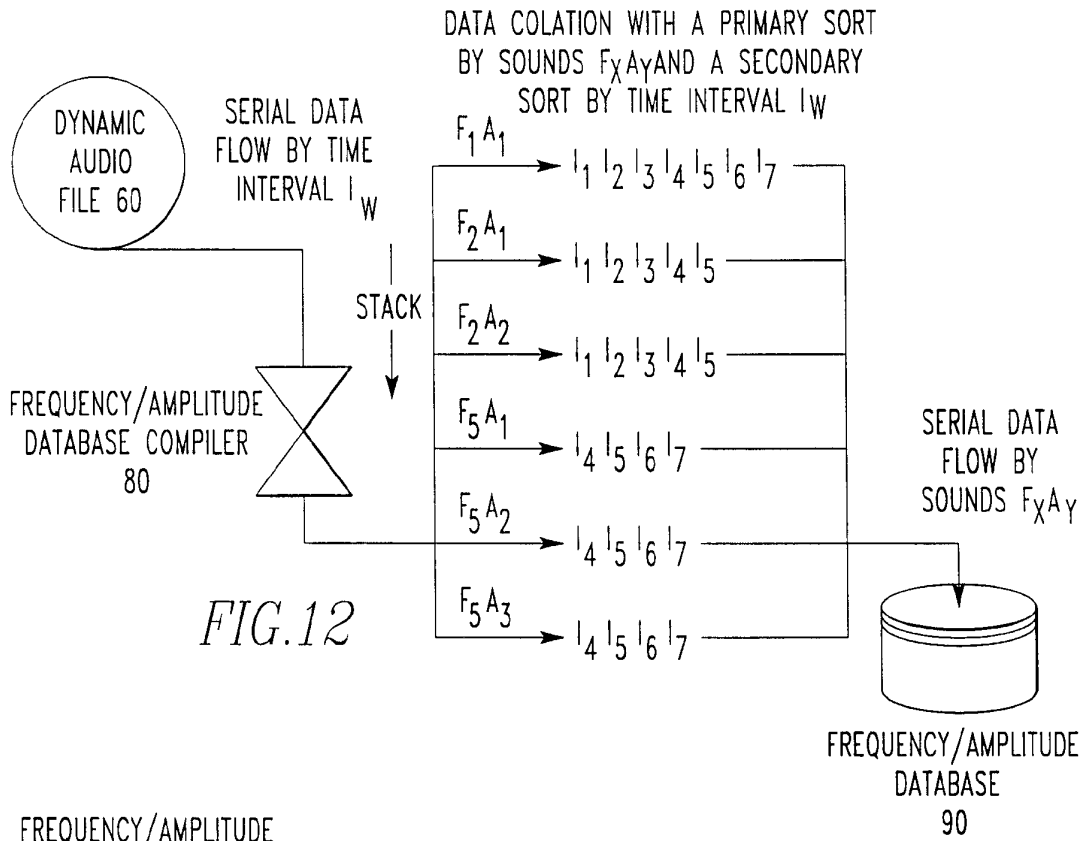 DATA COLATION WITH A PRIMARY SORT
BY SOUNDS FXAY AND A SECONDARY
SORT BY TIME INTERVAL IW
DYNAMIC
AUDIO
FILE 60
SERIAL DATA
FLOW BY TIME
INTERVAL IW
STACK
F1A1
I1 I2 I3 I4 I5 I6 I7
F2A1
I1 I2 I3 I4 I5
F2A2
I1 I2 I3 I4 I5
F5A1
I4 I5 I6 I7
F5A2
I4 I5 I6 I7
F5A3
I4 I5 I6 I7
FREQUENCY/AMPLITUDE
DATABASE COMPILER
80
SERIAL DATA
FLOW BY
SOUNDS FXAY
FIG.12
FREQUENCY/AMPLITUDE
DATABASE
90
FREQUENCY/AMPLITUDE